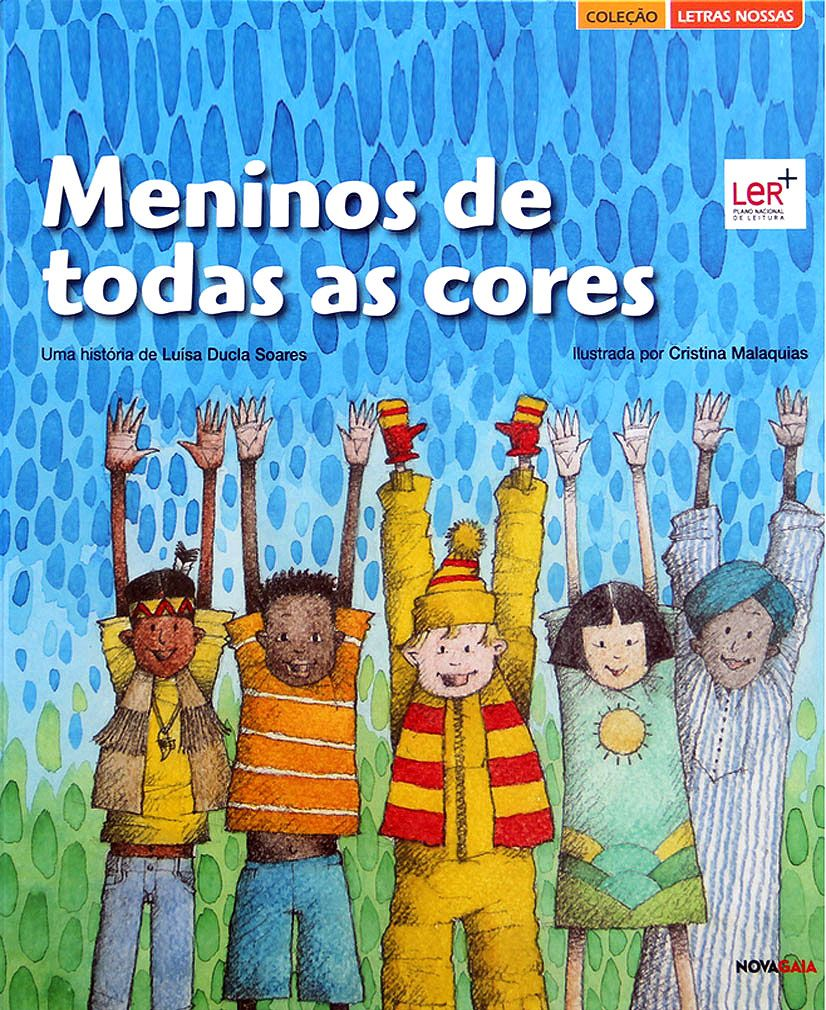 COLEÇÃO LETRAS NOSSAS
Meninos de
todas as cores
LER+
PLANO NACIONAL
DE LEITURA
Uma história de Luísa Ducla Soares
Ilustrada por Cristina Malaquias
NOVAGAIA